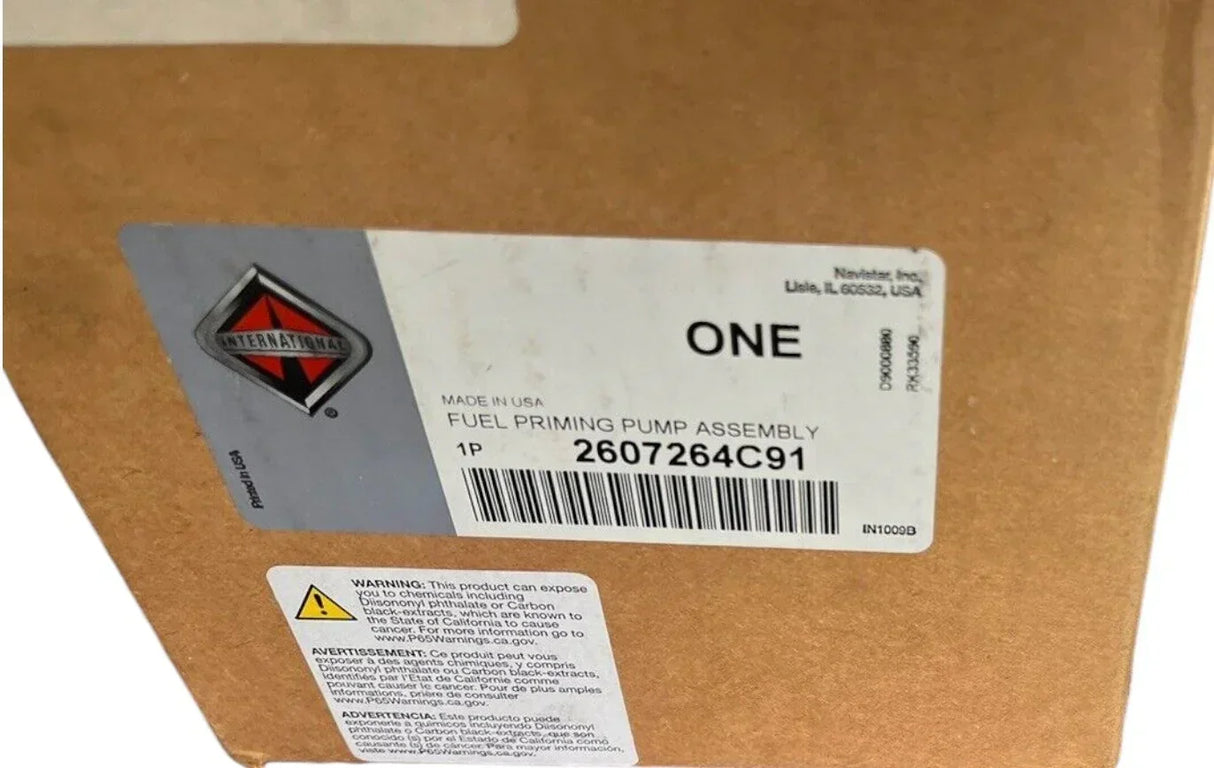 Navistar, Inc.
Lisle, IL 60532, USA
ONE
D9000880
RK33590
INTERNATIONAL
®
MADE IN USA
FUEL PRIMING PUMP ASSEMBLY
1P 2607264C91
Printed in USA
IN1009B
WARNING: This product can expose
you to chemicals including
Diisononyl phthalate or Carbon
black-extracts, which are known to
the State of California to cause
cancer. For more information go to
www.P65Warnings.ca.gov.
AVERTISSEMENT: Ce produit peut vous
exposer à des agents chimiques, y compris
Diisononyl phthalate ou Carbon black-extracts,
identifiés par l'Etat de Californie comme
pouvant causer le cancer. Pour de plus amples
informations, prière de consulter
www.P65Warnings.ca.gov.
ADVERTENCIA: Este producto puede
exponerle a químicos incluyendo Diisononyl
phthalate o Carbon black-extracts, que son
conocido (s) por el Estado de California como
causante (s) de cáncer. Para mayor información,
visite www.P65Warnings.ca.gov.